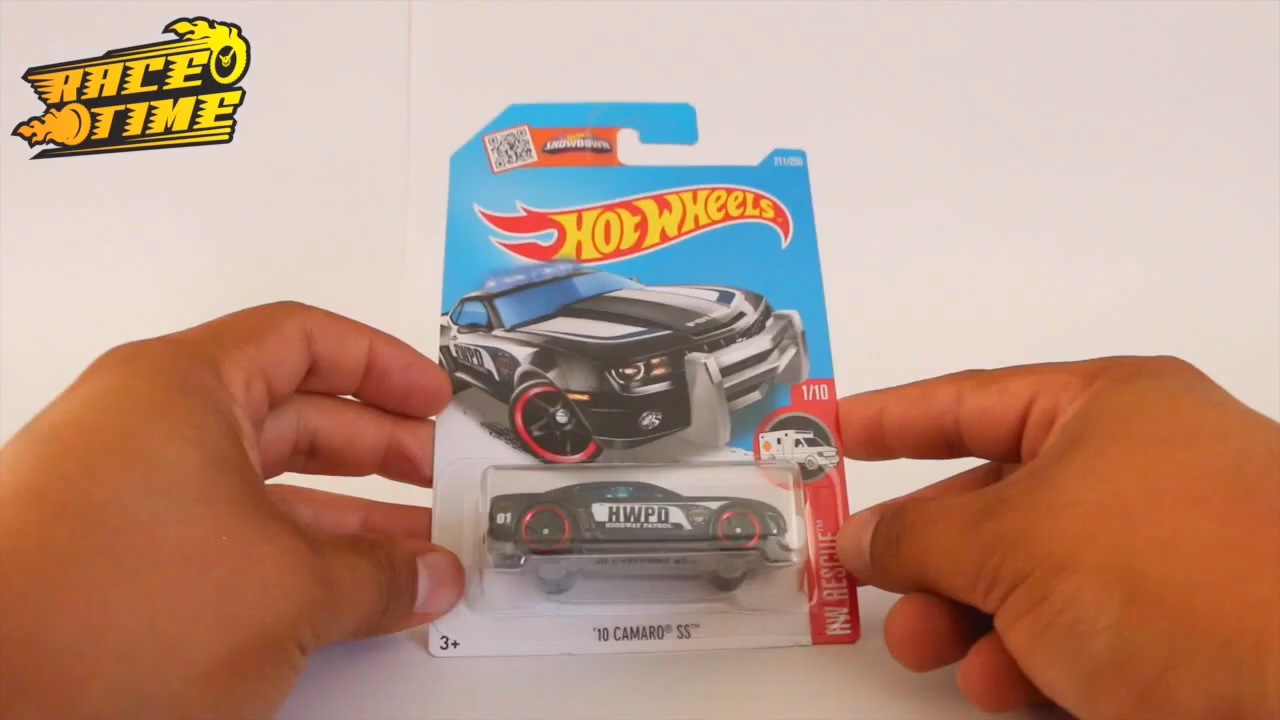 RACE
TIME
SHOWDOWN
211/250
HOT WHEELS
HWPD
1/10
01
HWPD
HIGHWAY PATROL
HW RESCUE™
'10 CAMARO® SS™
3+